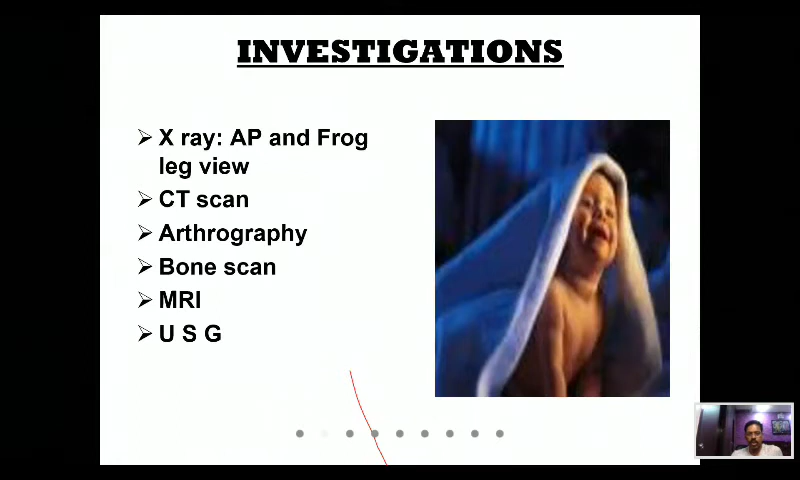 INVESTIGATIONS
X ray: AP and Frog
leg view
CT scan
Arthrography
Bone scan
MRI
U S G